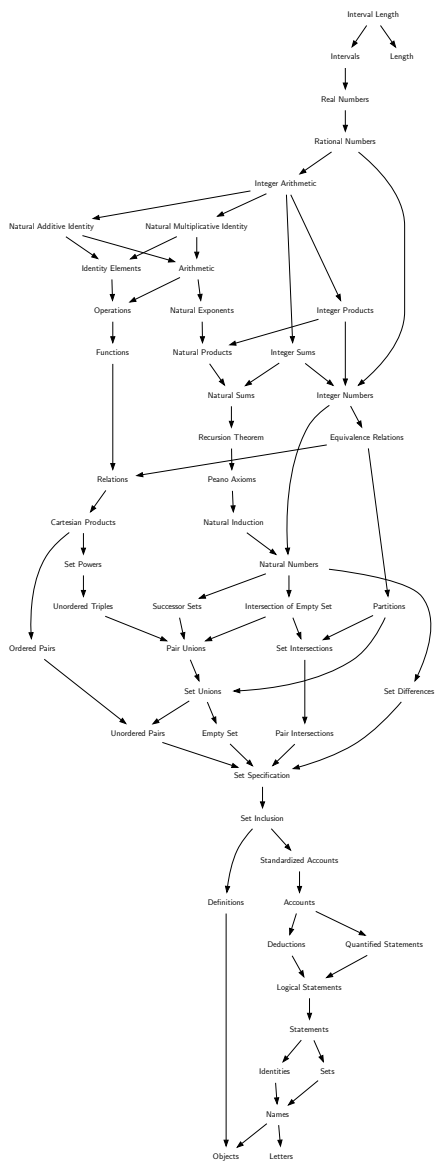 Interval Length
Intervals
Length
Real Numbers
Rational Numbers
Integer Arithmetic
Natural Additive Identity
Natural Multiplicative Identity
Identity Elements
Arithmetic
Operations
Natural Exponents
Integer Products
Functions
Natural Products
Integer Sums
Natural Sums
Integer Numbers
Recursion Theorem
Equivalence Relations
Relations
Peano Axioms
Cartesian Products
Natural Induction
Set Powers
Natural Numbers
Unordered Triples
Successor Sets
Intersection of Empty Set
Partitions
Ordered Pairs
Pair Unions
Set Intersections
Set Unions
Set Differences
Unordered Pairs
Empty Set
Pair Intersections
Set Specification
Set Inclusion
Standardized Accounts
Definitions
Accounts
Deductions
Quantified Statements
Logical Statements
Statements
Identities
Sets
Names
Objects
Letters